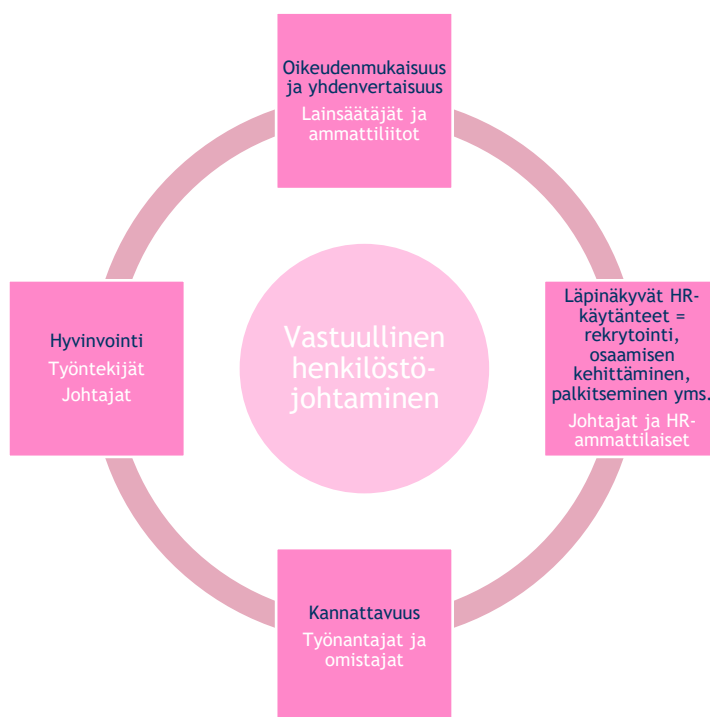 Oikeudenmukaisuus
ja yhdenvertaisuus
Lainsäätäjät ja
ammattiliitot
Läpinäkyvät HR-
käytänteet =
rekrytointi,
osaamisen
kehittäminen,
palkitseminen yms.
Johtajat ja HR-
ammattilaiset
Kannattavuus
Työnantajat ja
omistajat
Hyvinvointi
Työntekijät
Johtajat
Vastuullinen
henkilöstö-
johtaminen